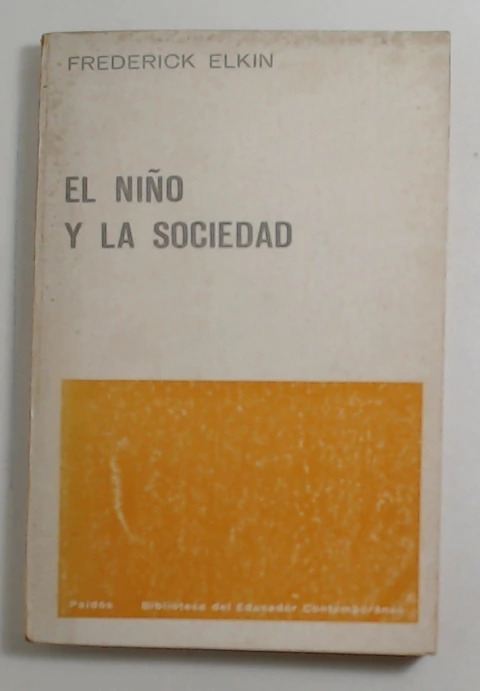 FREDERICK ELKIN
EL NIÑO
Y LA SOCIEDAD
Paidós Biblioteca del Educador Contemporáneo